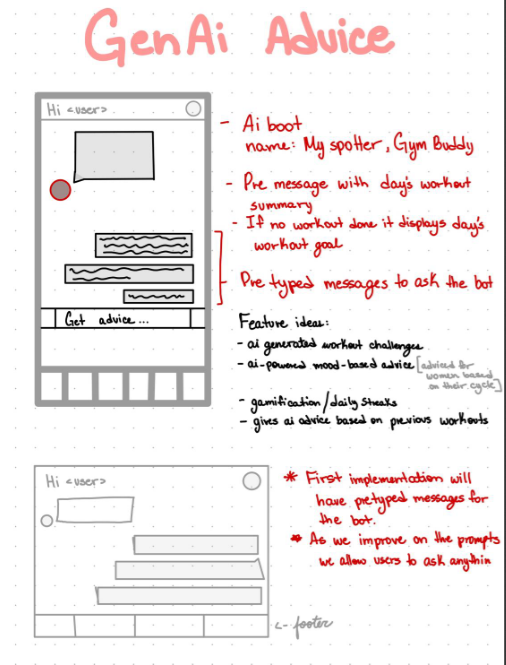 GenAi Advice
Hi <user>
- Ai boot
name: My spotter, Gym Buddy
- Pre message with day's workout
summary
- If no workout done it displays day's
workout goal
Pre typed messages to ask the bot
Get advice...
Feature ideas:
- ai generated workout challenges
- ai-powered mood-based advice [adviced for
women based
on their cycle]
- gamification/daily streaks
- gives ai advice based on previous workouts
Hi <user>
* First implementation will
have pretyped messages for
the bot.
* As we improve on the prompts
we allow users to ask anythin
<- footer